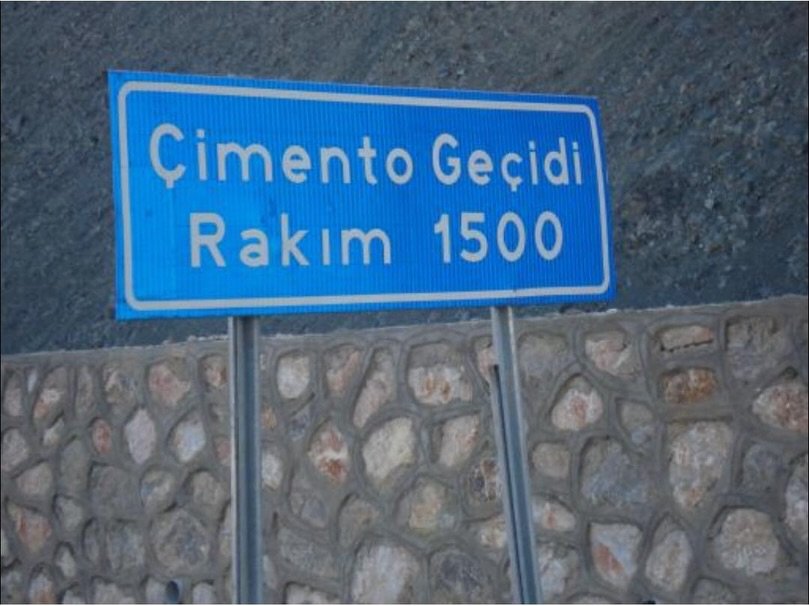 Çimento Geçidi
Rakım 1500